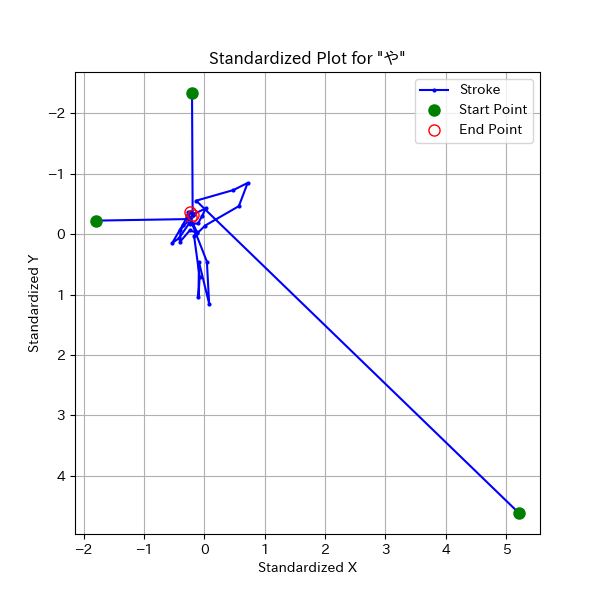 Standardized Plot for "や"
Stroke
Start Point
End Point
Standardized Y
−2
−1
0
1
2
3
4
−2 −1 0 1 2 3 4 5
Standardized X